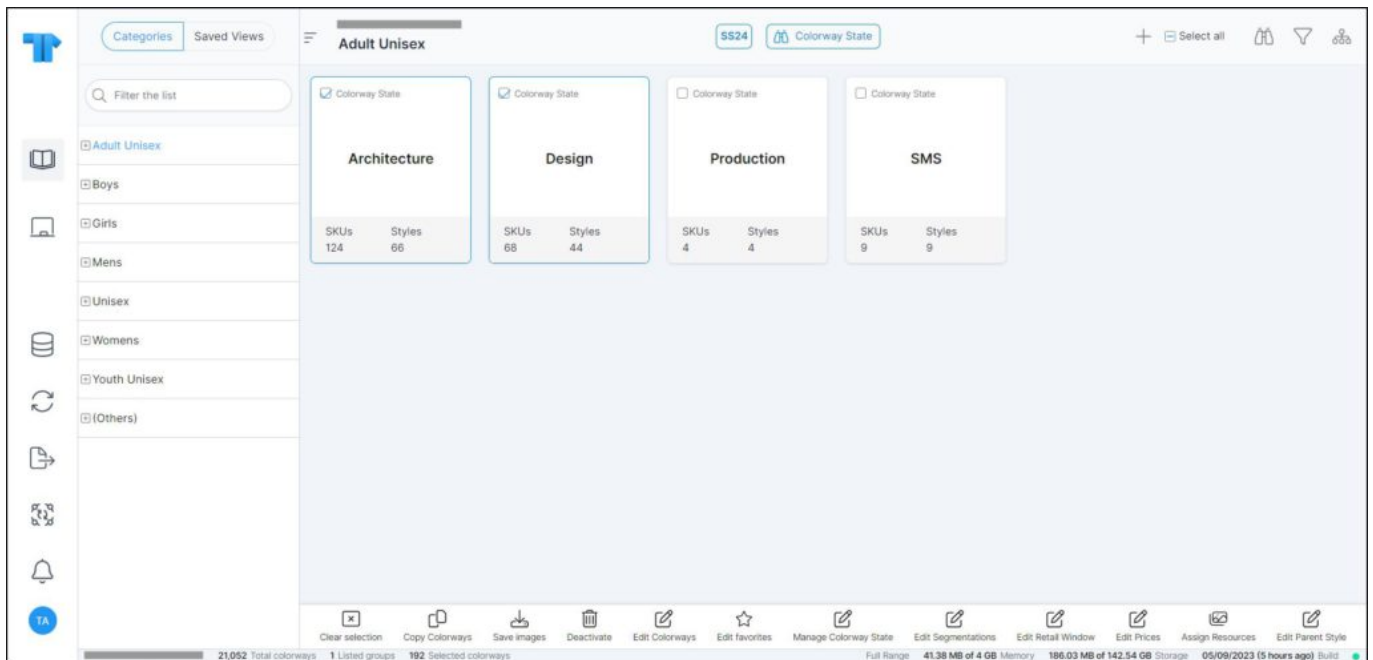 Categories Saved Views
Adult Unisex
SS24 Colorway State
Select all
Filter the list
Adult Unisex
Boys
Girls
Mens
Unisex
Womens
Youth Unisex
(Others)
Colorway State
Architecture
SKUs Styles
124 66
Colorway State
Design
SKUs Styles
68 44
Colorway State
Production
SKUs Styles
4 4
Colorway State
SMS
SKUs Styles
9 9
TA
Clear selection Copy Colorways Save images Deactivate Edit Colorways Edit favorites Manage Colorway State Edit Segmentations Edit Retail Window Edit Prices Assign Resources Edit Parent Style
21,052 Total colorways 1 Listed groups 192 Selected colorways Full Range 41.38 MB of 4 GB Memory 186.03 MB of 142.54 GB Storage 05/09/2023 (5 hours ago) Build